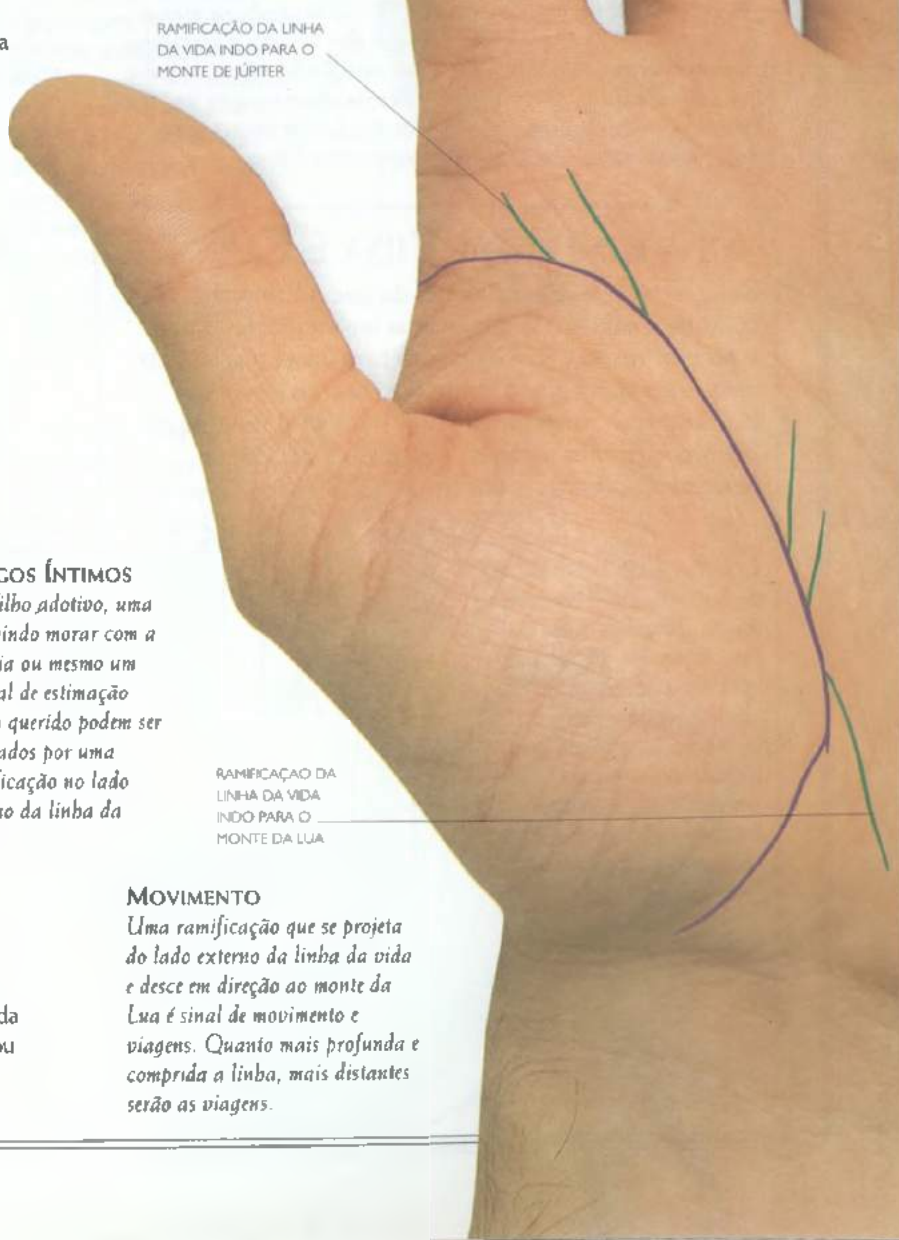 a
RAMIFICAÇÃO DA LINHA
DA VIDA INDO PARA O
MONTE DE JÚPITER
GOS ÍNTIMOS
ilho adotivo, uma
indo morar com a
ia ou mesmo um
al de estimação
querido podem ser
ados por uma
ficação no lado
no da linha da
RAMIFICAÇAO DA
LINHA DA VIDA
INDO PARA O
MONTE DA LUA
MOVIMENTO
Uma ramificação que se projeta
do lado externo da linha da vida
e desce em direção ao monte da
Lua é sinal de movimento e
viagens. Quanto mais profunda e
comprida a linha, mais distantes
serão as viagens.
da
ou